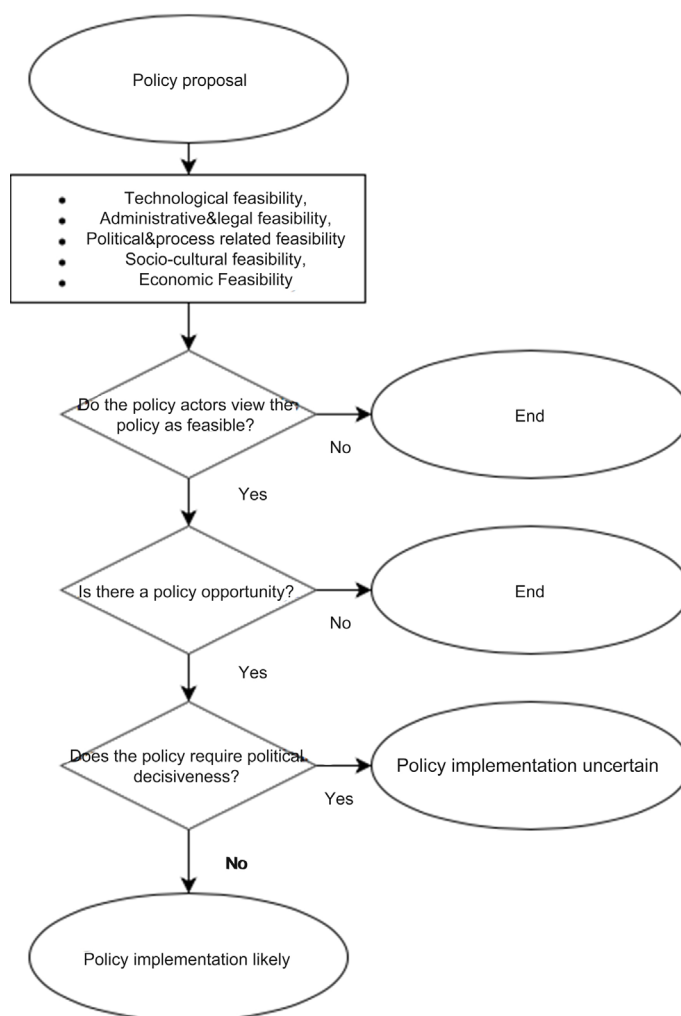 Policy proposal
• Technological feasibility,
• Administrative&legal feasibility,
• Political&process related feasibility
• Socio-cultural feasibility,
• Economic Feasibility
Do the policy actors view the
policy as feasible?
No
End
Yes
Is there a policy opportunity?
No
End
Yes
Does the policy require political
decisiveness?
Yes
Policy implementation uncertain
No
Policy implementation likely